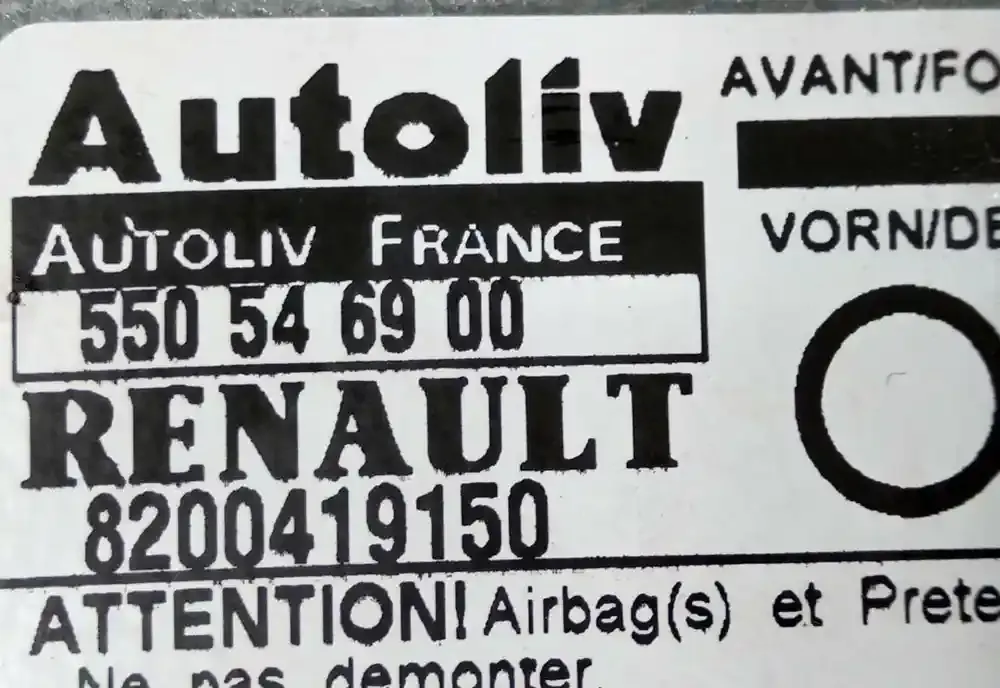 Autoliv
AUTOLIV FRANCE
550 54 69 00
RENAULT
8200419150
AVANT/FO
VORN/DE
ATTENTION! Airbag(s) et Prete
Ne pas demonter.